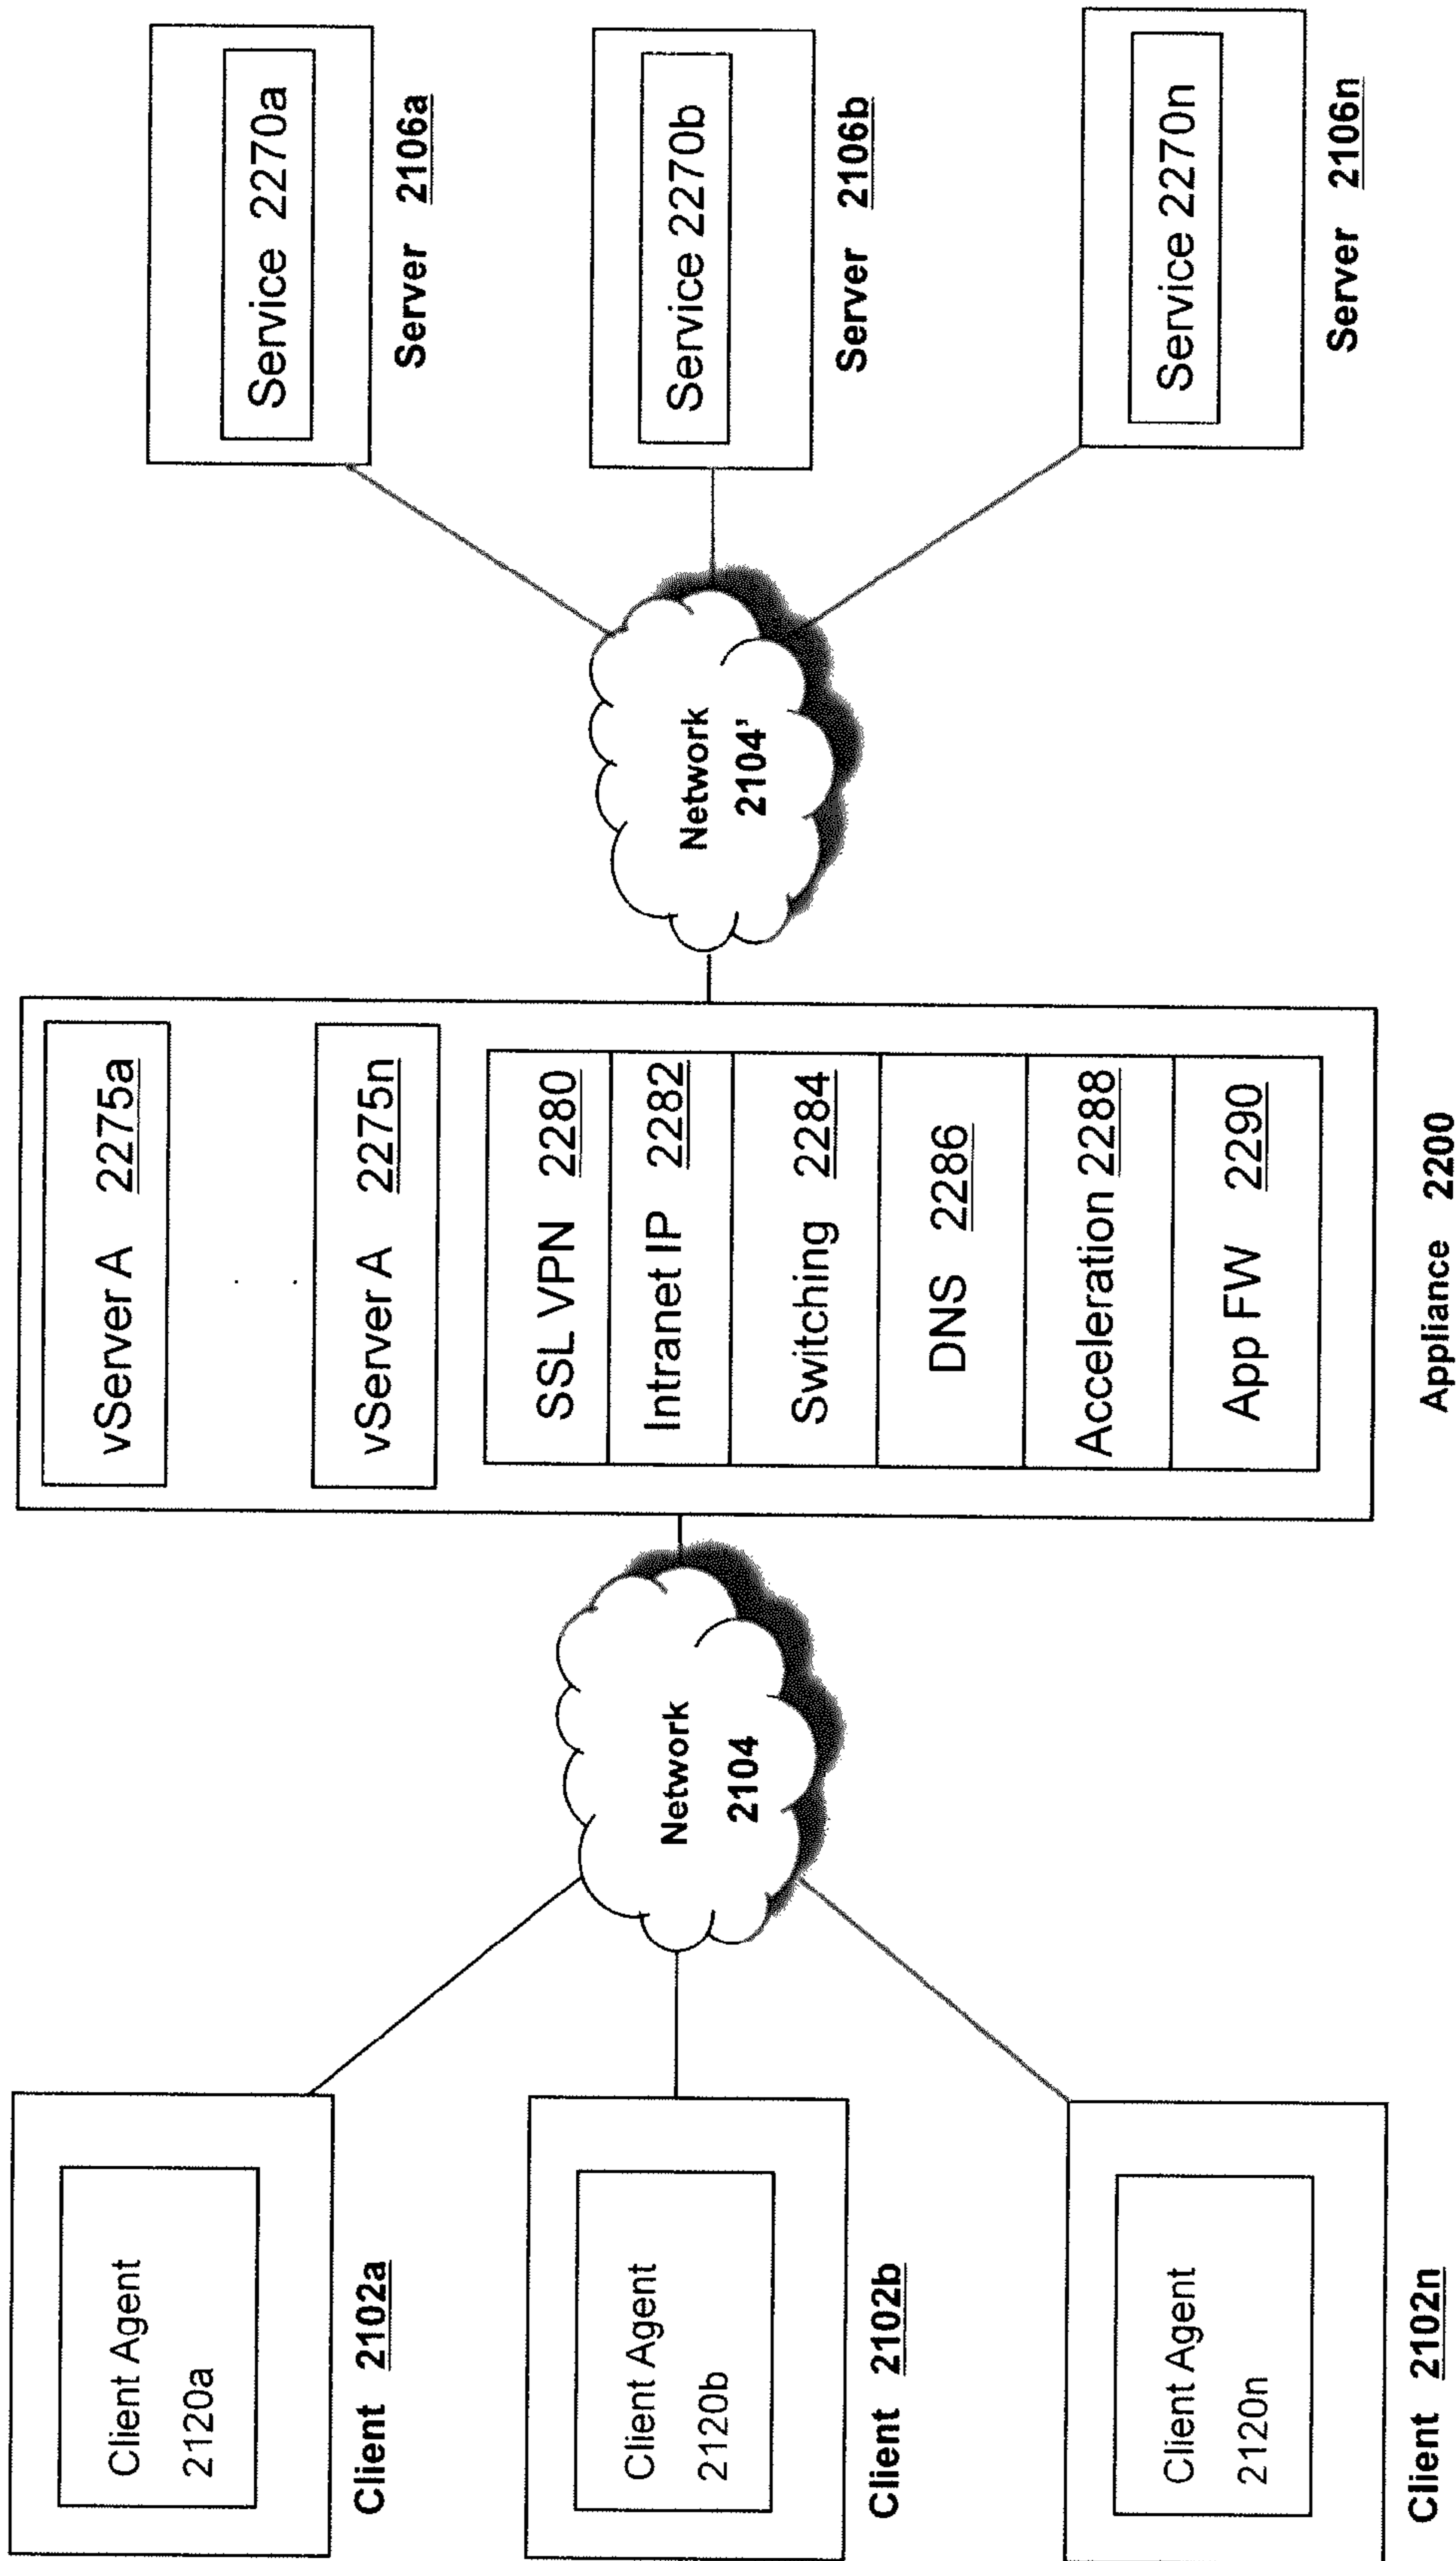 Client Agent
2120a
Client 2102a
Client Agent
2120b
Client 2102b
Client Agent
2120n
Client 2102n
Network
2104
vServer A 2275a
vServer A 2275n
SSL VPN 2280
Intranet IP 2282
Switching 2284
DNS 2286
Acceleration 2288
App FW 2290
Appliance 2200
Network
2104'
Service 2270a
Server 2106a
Service 2270b
Server 2106b
Service 2270n
Server 2106n